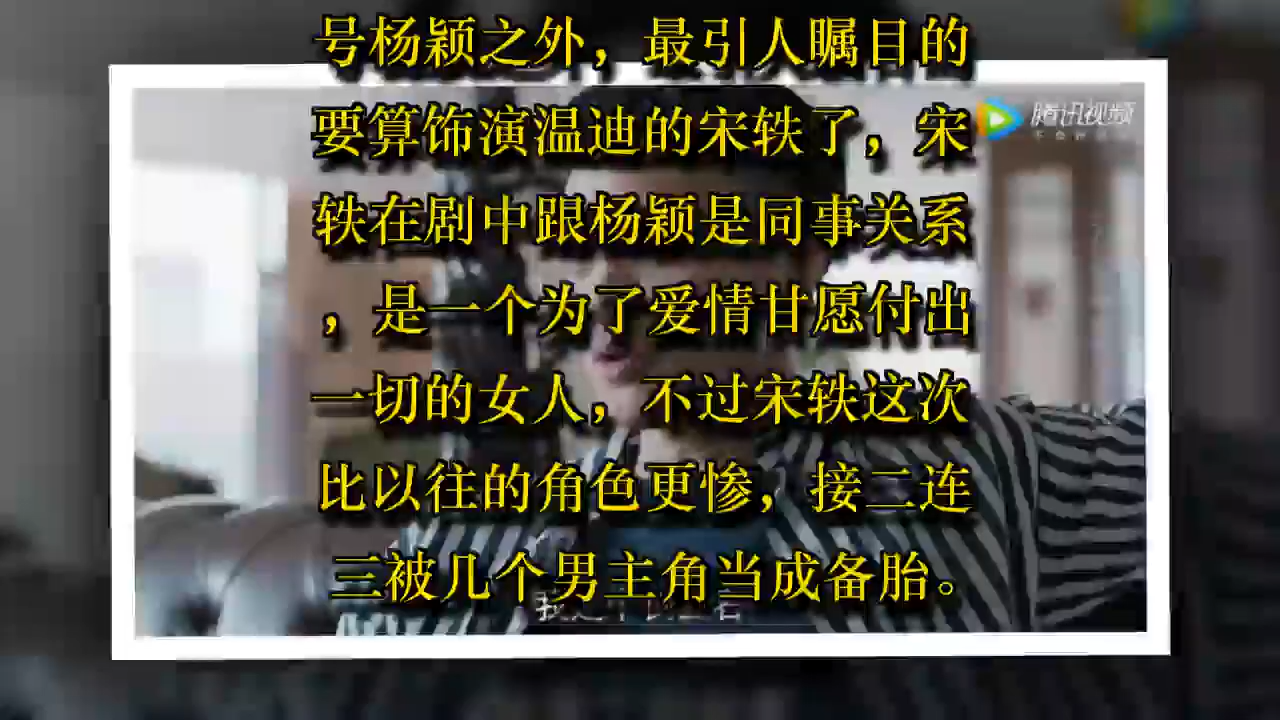 号杨颖之外，最引人瞩目的
要算饰演温迪的宋轶了，宋
轶在剧中跟杨颖是同事关系
，是一个为了爱情甘愿付出
一切的女人，不过宋轶这次
比以往的角色更惨，接二连
三被几个男主角当成备胎。
腾讯视频